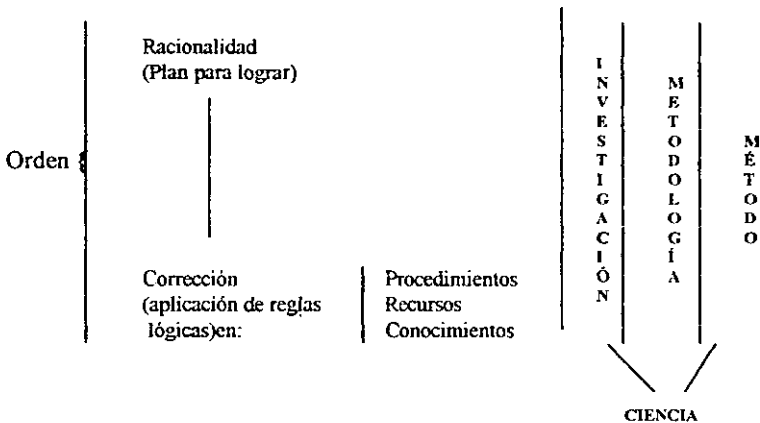 Racionalidad
(Plan para lograr)
Orden
Corrección
(aplicación de reglas
lógicas)en:
Procedimientos
Recursos
Conocimientos
INVESTIGACIÓN
METODOLOGÍA
MÉTODO
CIENCIA